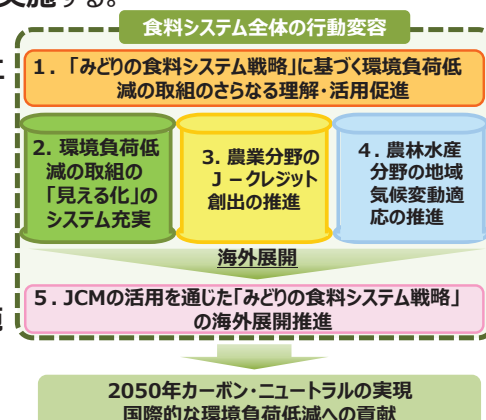 施する。
食料システム全体の行動変容
1.「みどりの食料システム戦略」に基づく環境負荷低
減の取組のさらなる理解・活用促進
2. 環境負荷低
減の取組の
「見える化」の
システム充実
3. 農業分野の
J－クレジット
創出の推進
4．農林水産
分野の地域
気候変動適
応の推進
海外展開
5．JCMの活用を通じた「みどりの食料システム戦略」
の海外展開推進
2050年カーボン・ニュートラルの実現
国際的な環境負荷低減への貢献